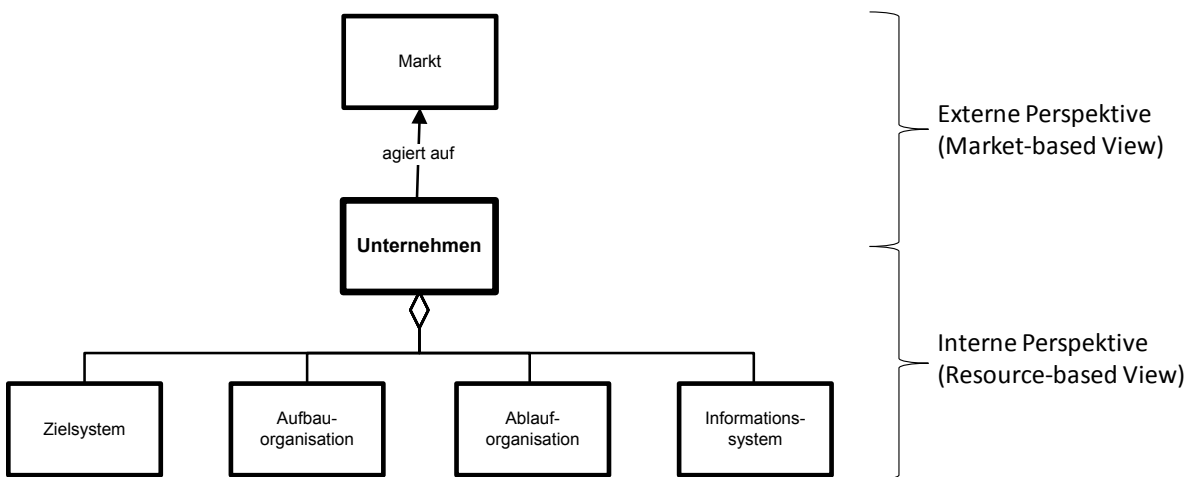 Markt
Externe Perspektive
(Market-based View)
agiert auf
Unternehmen
Interne Perspektive
(Resource-based View)
Zielsystem
Aufbau-
organisation
Ablauf-
organisation
Informations-
system